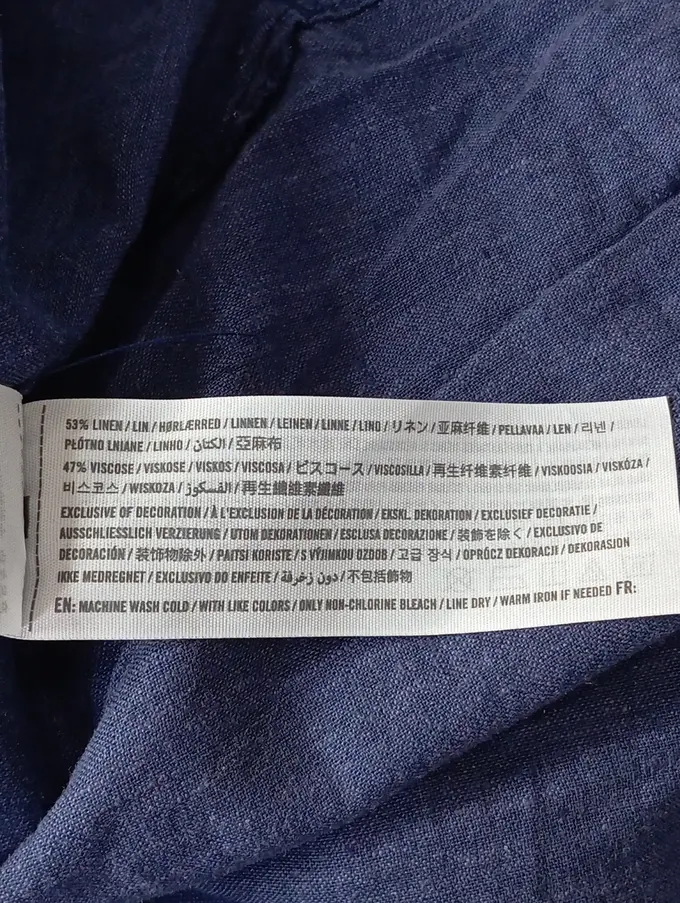 53% LINEN / LIN / HØRLÆRRED / LINNEN / LEINEN / LINNE / LINO / リネン / 亚麻纤维 / PELLAVAA / LEN / 리넨 /
PŁÓTNO LNIANE / LINHO / الكتان / 亞麻布
47% VISCOSE / VISKOSE / VISKOS / VISCOSA / ビスコース / VISCOSILLA / 再生纤维素纤维 / VISKOOSIA / VISKÓZA /
비스코스 / WISKOZA / الفسكوز / 再生纖維素纖維
EXCLUSIVE OF DECORATION / À L'EXCLUSION DE LA DÉCORATION / EKSKL. DEKORATION / EXCLUSIEF DECORATIE /
AUSSCHLIESSLICH VERZIERUNG / UTOM DEKORATIONEN / ESCLUSA DECORAZIONE / 装飾を除く / EXCLUSIVO DE
DECORACIÓN / 装饰物除外 / PAITSI KORISTE / S VÝJIMKOU OZDOB / 고급 장식 / OPRÓCZ DEKORACJI / DEKORASJON
IKKE MEDREGNET / EXCLUSIVO DO ENFEITE / دون زخرفة / 不包括飾物
EN: MACHINE WASH COLD / WITH LIKE COLORS / ONLY NON-CHLORINE BLEACH / LINE DRY / WARM IRON IF NEEDED FR: